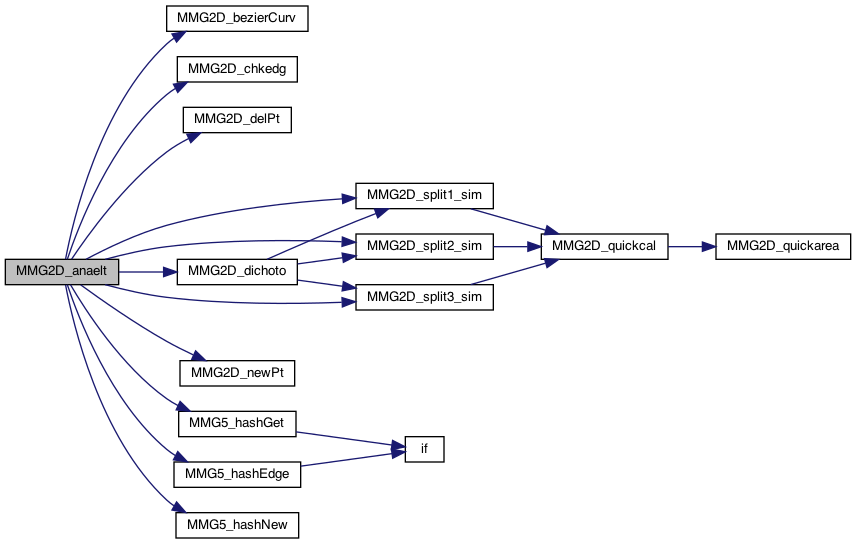 MMG2D_bezierCurv
MMG2D_chkedg
MMG2D_delPt
MMG2D_split1_sim
MMG2D_split2_sim
MMG2D_quickcal
MMG2D_quickarea
MMG2D_anaelt
MMG2D_dichoto
MMG2D_split3_sim
MMG2D_newPt
MMG5_hashGet
if
MMG5_hashEdge
MMG5_hashNew